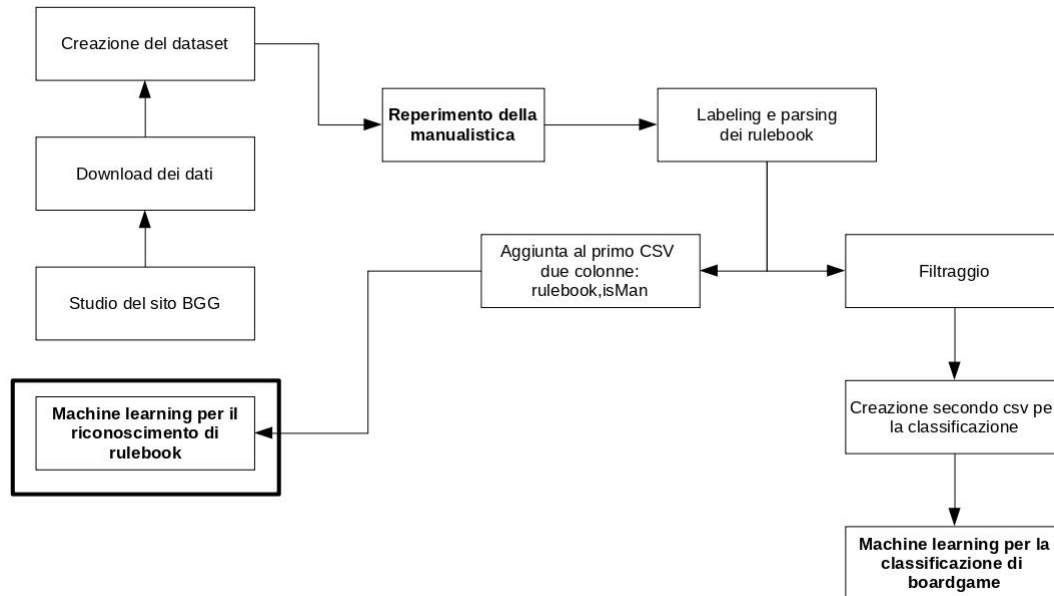 Creazione del dataset
Download dei dati
Studio del sito BGG
Reperimento della
manualistica
Labeling e parsing
dei rulebook
Aggiunta al primo CSV
due colonne:
rulebook,isMan
Filtraggio
Machine learning per il
riconoscimento di
rulebook
Creazione secondo csv pe
la classificazione
Machine learning per la
classificazione di
boardgame